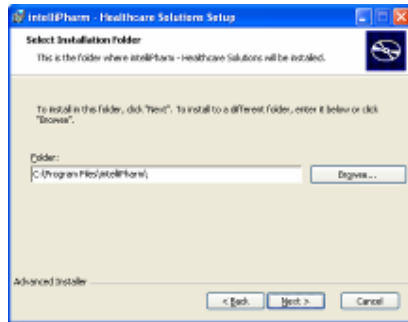 intelliPharm - Healthcare Solutions Setup
Select Installation Folder
This is the folder where intelliPharm - Healthcare Solutions will be installed.
To install in this folder, click "Next". To install to a different folder, enter it below or click
"Browse".
Folder:
C:\Program Files\intelliPharm\
Browse...
Advanced Installer
< Back
Next >
Cancel